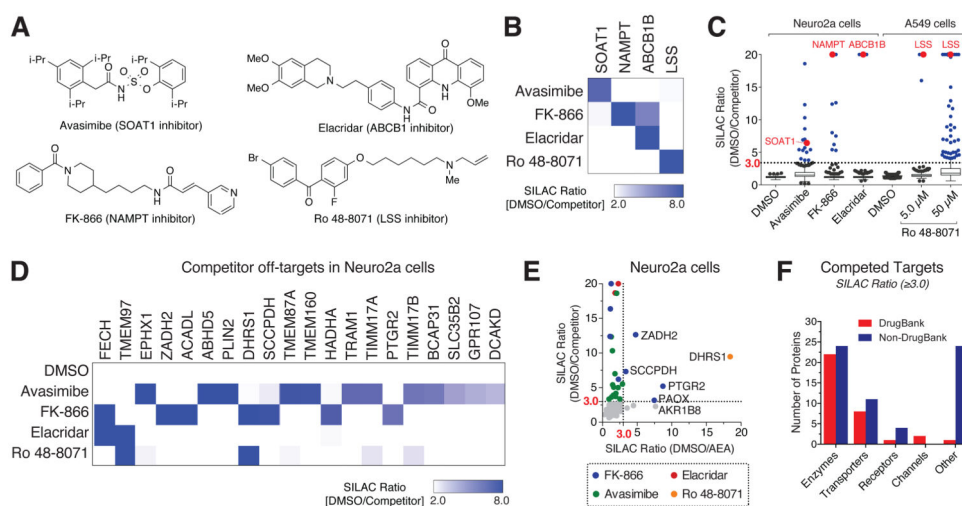 A
i-Pr
i-Pr
i-Pr
i-Pr
i-Pr
O
O
O
S
N
H
O
Avasimibe (SOAT1 inhibitor)
MeO
MeO
N
O
N
H
OMe
N
H
O
Elacridar (ABCB1 inhibitor)
O
N
N
H
O
N
FK-866 (NAMPT inhibitor)
Br
O
F
O
N
Me
Ro 48-8071 (LSS inhibitor)
B
SOAT1
NAMPT
ABCB1B
LSS
Avasimibe
FK-866
Elacridar
Ro 48-8071
SILAC Ratio
[DMSO/Competitor]
2.0
8.0
C
Neuro2a cells
A549 cells
NAMPT
ABCB1B
LSS
LSS
SOAT1
SILAC Ratio
(DMSO/Competitor)
20
15
10
5
3.0
0
DMSO
Avasimibe
FK-866
Elacridar
DMSO
5.0 µM
50 µM
Ro 48-8071
D
Competitor off-targets in Neuro2a cells
FECH
TMEM97
EPHX1
ZADH2
ACADL
ABHD5
PLIN2
DHRS1
SCCPDH
TMEM87A
TMEM160
HADHA
TRAM1
TIMM17A
PTGR2
TIMM17B
BCAP31
SLC35B2
GPR107
DCAKD
DMSO
Avasimibe
FK-866
Elacridar
Ro 48-8071
SILAC Ratio
[DMSO/Competitor]
2.0
8.0
E
Neuro2a cells
SILAC Ratio
(DMSO/Competitor)
20
15
10
5
3.0
0
ZADH2
DHRS1
SCCPDH
PTGR2
PAOX
AKR1B8
0
5
10
15
20
3.0
SILAC Ratio (DMSO/AEA)
FK-866
Elacridar
Avasimibe
Ro 48-8071
F
Competed Targets
SILAC Ratio (≥3.0)
DrugBank
Non-DrugBank
Number of Proteins
30
25
20
15
10
5
0
Enzymes
Transporters
Receptors
Channels
Other